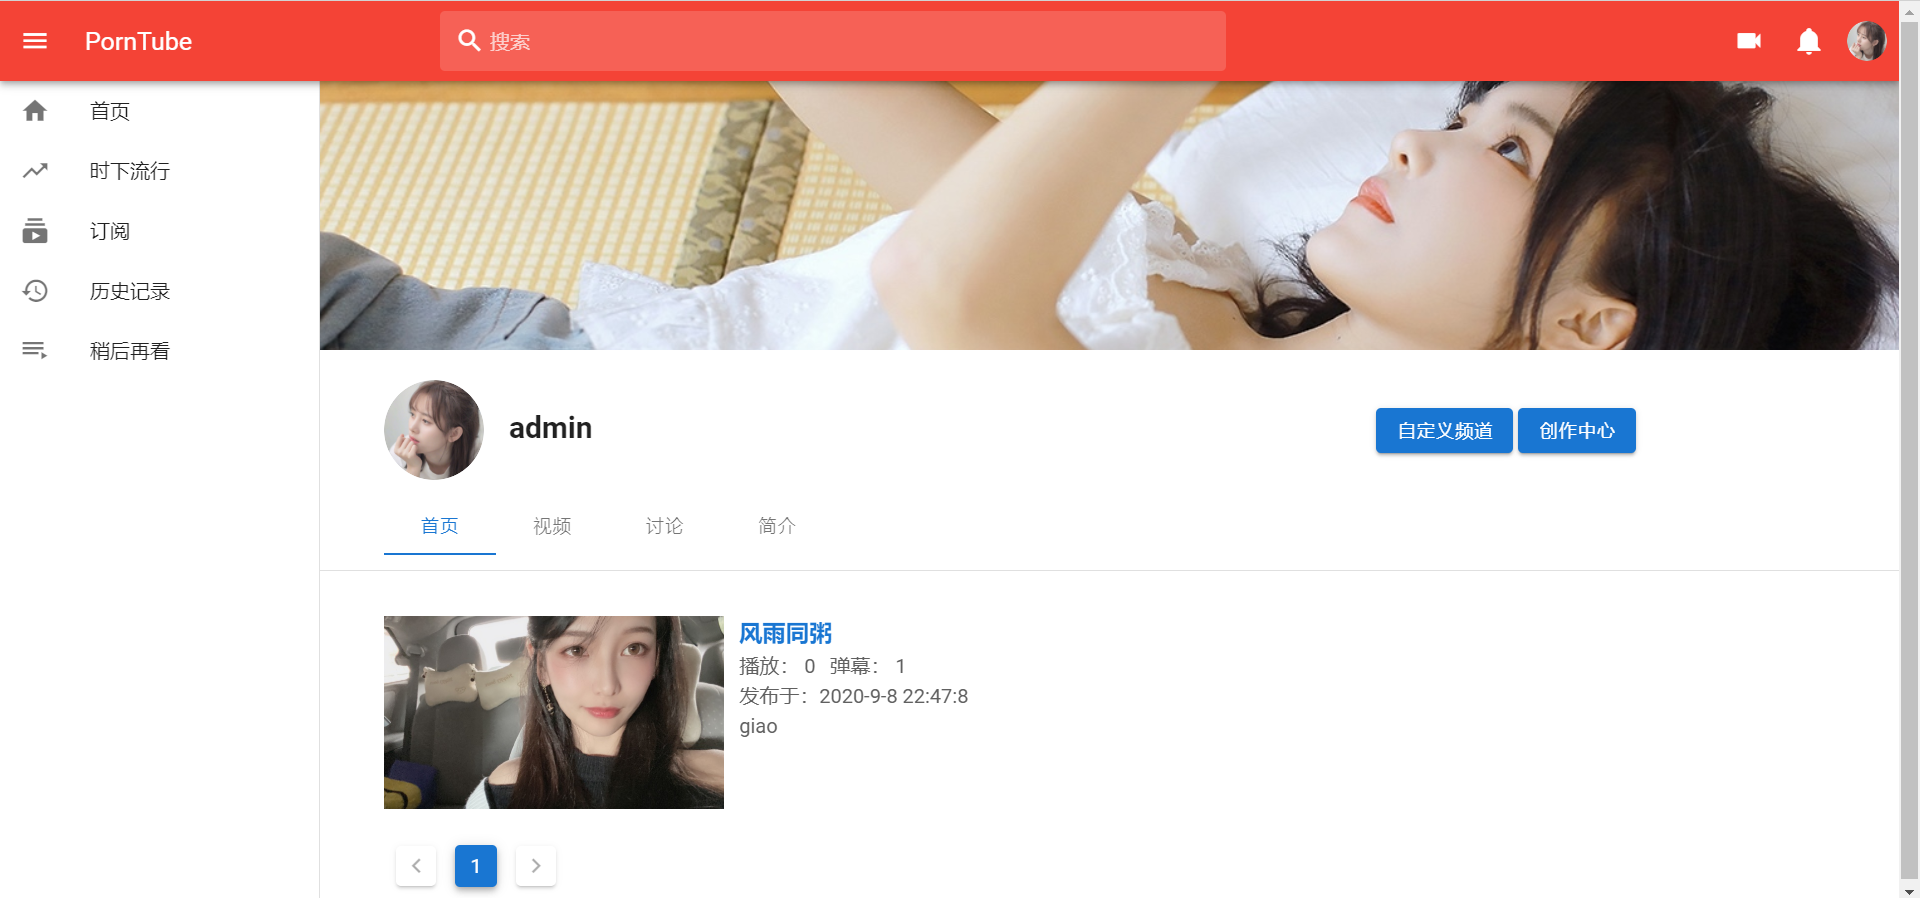 PornTube
搜索
首页
时下流行
订阅
历史记录
稍后再看
admin
自定义频道
创作中心
首页 视频 讨论 简介
风雨同粥
播放： 0 弹幕： 1
发布于：2020-9-8 22:47:8
giao
1